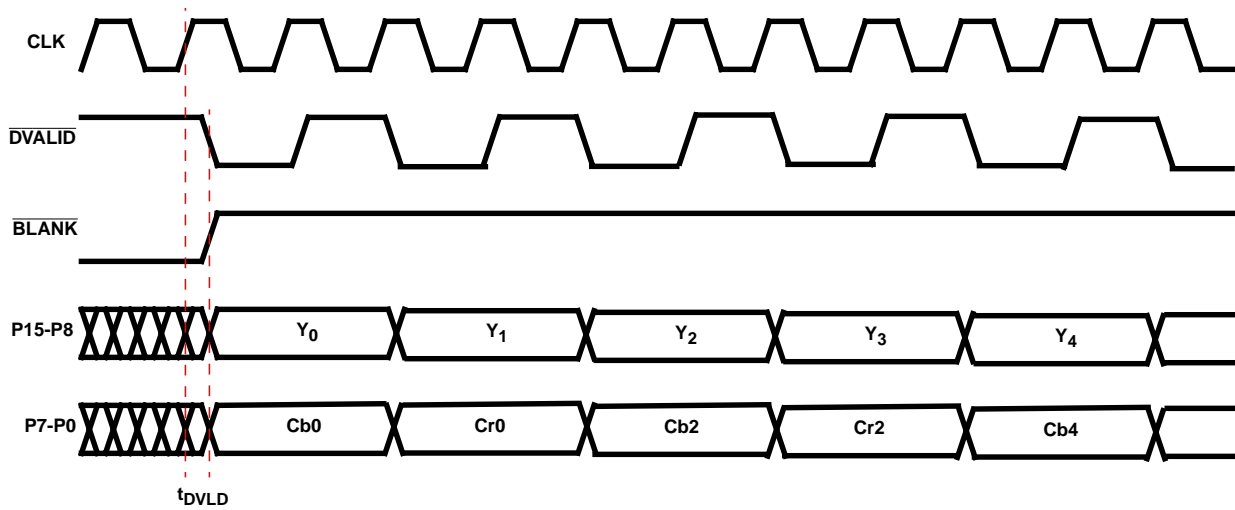 CLK
DVALID
BLANK
P15-P8 Y0 Y1 Y2 Y3 Y4
P7-P0 Cb0 Cr0 Cb2 Cr2 Cb4
tDVLD